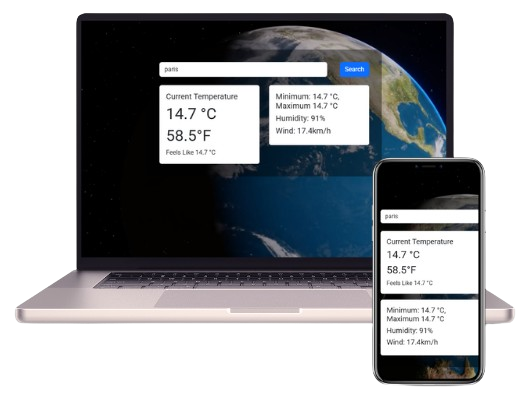 paris
Search
Current Temperature
14.7 °C
58.5°F
Feels Like 14.7 °C
Minimum: 14.7 °C,
Maximum 14.7 °C
Humidity: 91%
Wind: 17.4km/h
paris
Current Temperature
14.7 °C
58.5°F
Feels Like 14.7 °C
Minimum: 14.7 °C,
Maximum 14.7 °C
Humidity: 91%
Wind: 17.4km/h